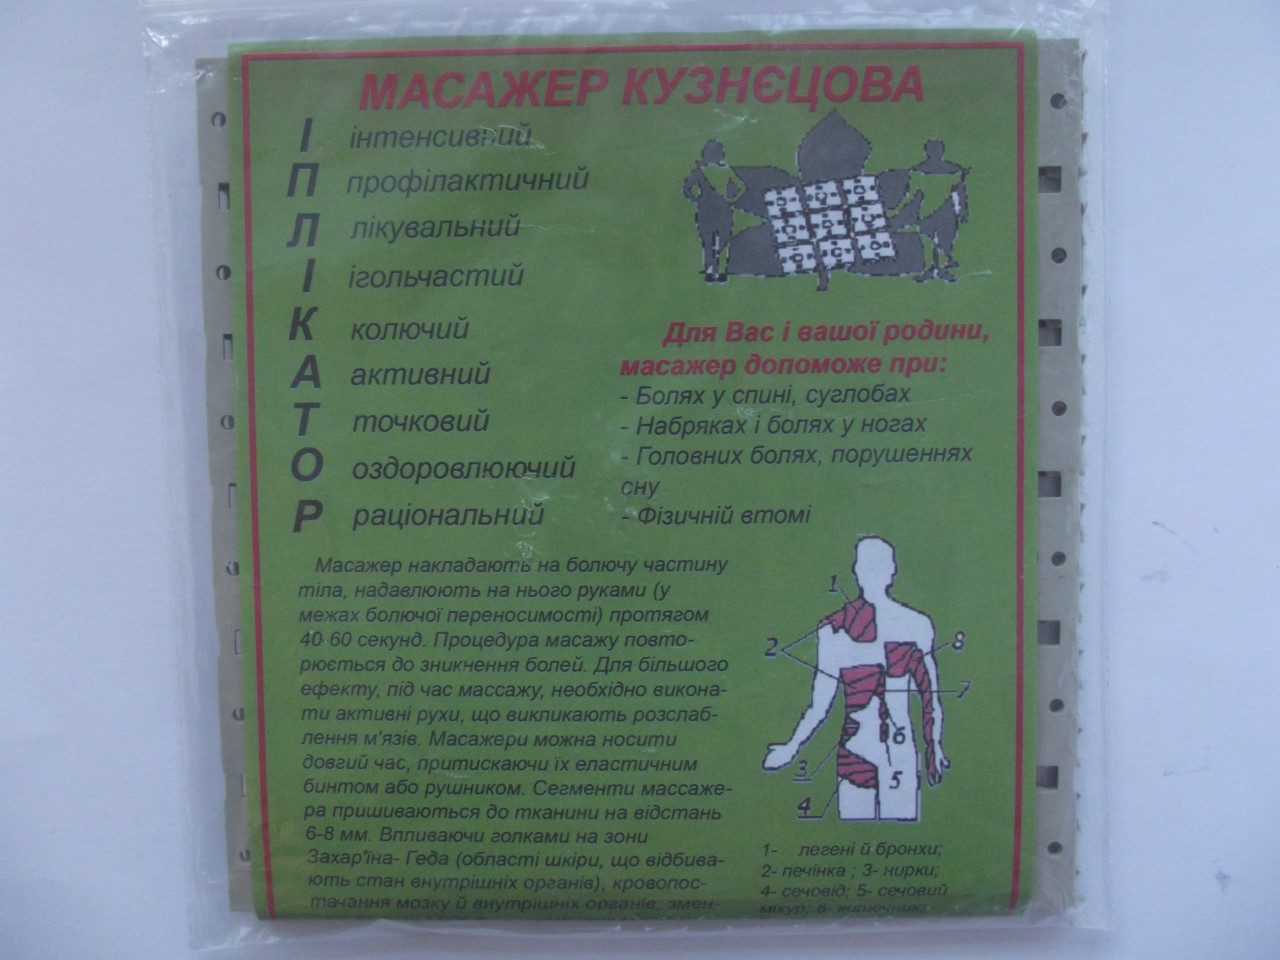 МАСАЖЕР КУЗНЄЦОВА
І інтенсивний
П профілактичний
Л лікувальний
І ігольчастий
К колючий
А активний
Т точковий
О оздоровлюючий
Р раціональний
Для Вас і вашої родини,
масажер допоможе при:
- Болях у спині, суглобах
- Набряках і болях у ногах
- Головних болях, порушеннях
сну
- Фізичній втомі
Масажер накладають на болючу частину
тіла, надавлюють на нього руками (у
межах болючої переносимості) протягом
40-60 секунд. Процедура масажу повто-
рюється до зникнення болей. Для більшого
ефекту, під час массажу, необхідно викона-
ти активні рухи, що викликають розслаб-
лення м'язів. Масажери можна носити
довгий час, притискаючи їх еластичним
бинтом або рушником. Сегменти массаже-
ра пришиваються до тканини на відстань
6-8 мм. Впливаючи голками на зони
Захар'їна- Геда (області шкіри, що відбива-
ють стан внутрішніх органів), кровопос-
тачання мозку й внутрішніх органів, змен-
1
2
8
7
6
3
5
4
1- легені й бронхи;
2- печінка ; 3- нирки;
4- сечовід; 5- сечовий
міхур; 6- кишочник;